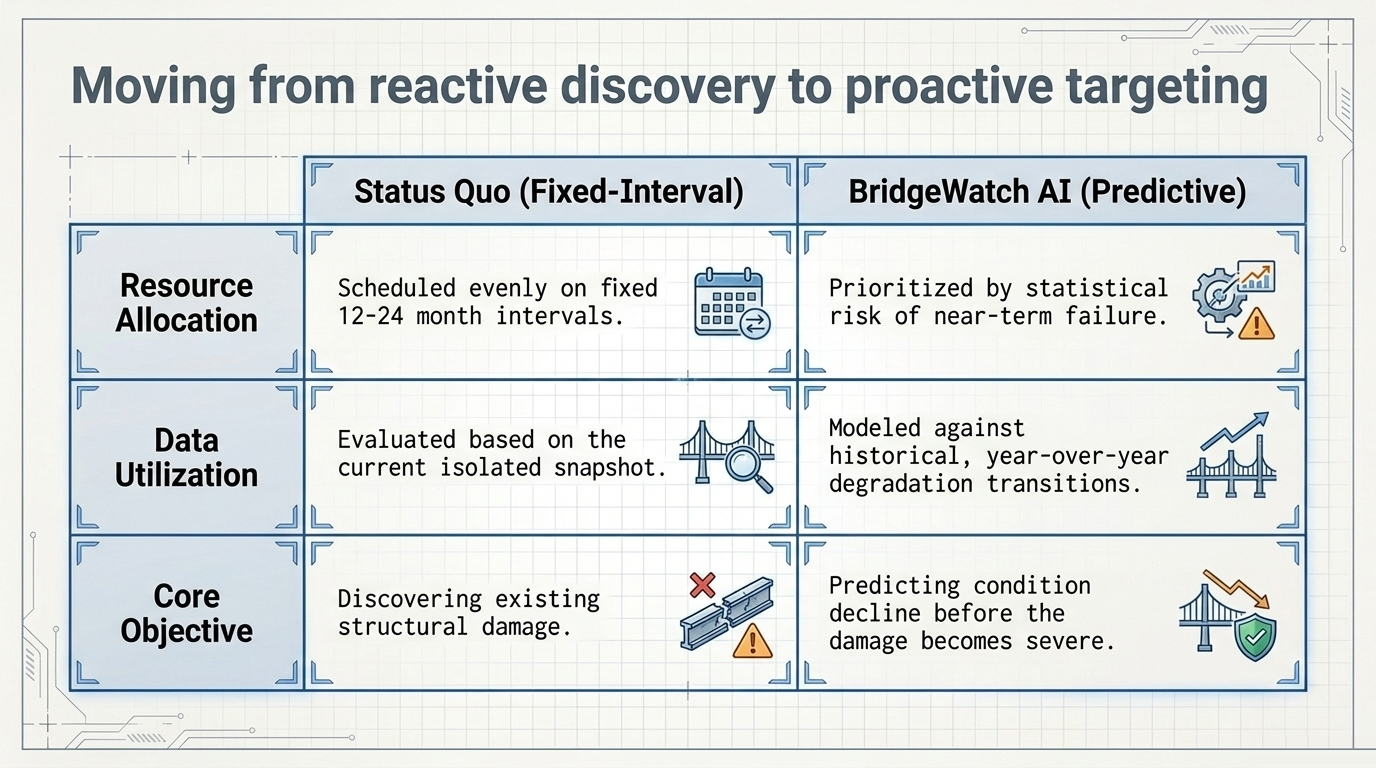 Moving from reactive discovery to proactive targeting
Status Quo (Fixed-Interval)
BridgeWatch AI (Predictive)
Resource
Allocation
Scheduled evenly on fixed
12-24 month intervals.
Prioritized by statistical
risk of near-term failure.
Data
Utilization
Evaluated based on the
current isolated snapshot.
Modeled against
historical, year-over-year
degradation transitions.
Core
Objective
Discovering existing
structural damage.
Predicting condition
decline before the
damage becomes severe.